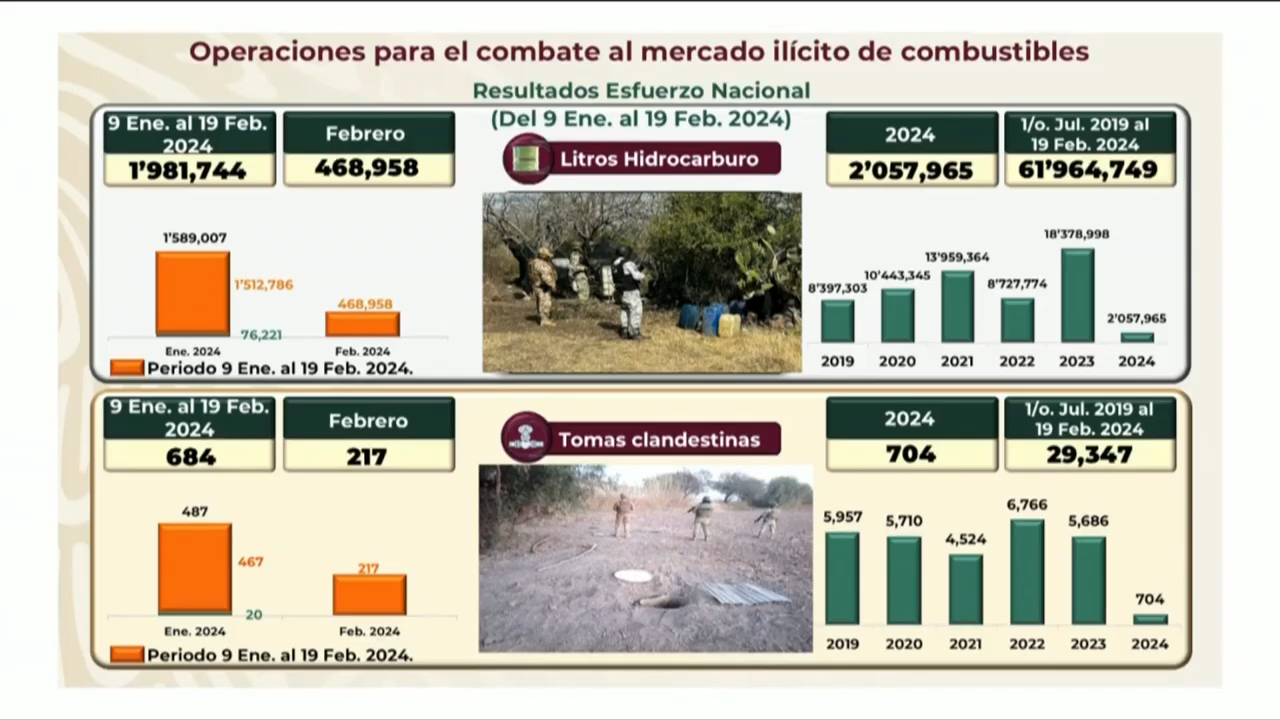 Operaciones para el combate al mercado ilícito de combustibles
Resultados Esfuerzo Nacional
(Del 9 Ene. al 19 Feb. 2024)
9 Ene. al 19 Feb.
2024
1'981,744
Febrero
468,958
Litros Hidrocarburo
2024
2'057,965
1/o. Jul. 2019 al
19 Feb. 2024
61'964,749
1'589,007
1'512,786
76,221
468,958
Ene. 2024
Feb. 2024
Periodo 9 Ene. al 19 Feb. 2024.
8'397,303
10'443,345
13'959,364
8'727,774
18'378,998
2'057,965
2019
2020
2021
2022
2023
2024
9 Ene. al 19 Feb.
2024
684
Febrero
217
Tomas clandestinas
2024
704
1/o. Jul. 2019 al
19 Feb. 2024
29,347
487
467
20
217
Ene. 2024
Feb. 2024
Periodo 9 Ene. al 19 Feb. 2024.
5,957
5,710
4,524
6,766
5,686
704
2019
2020
2021
2022
2023
2024